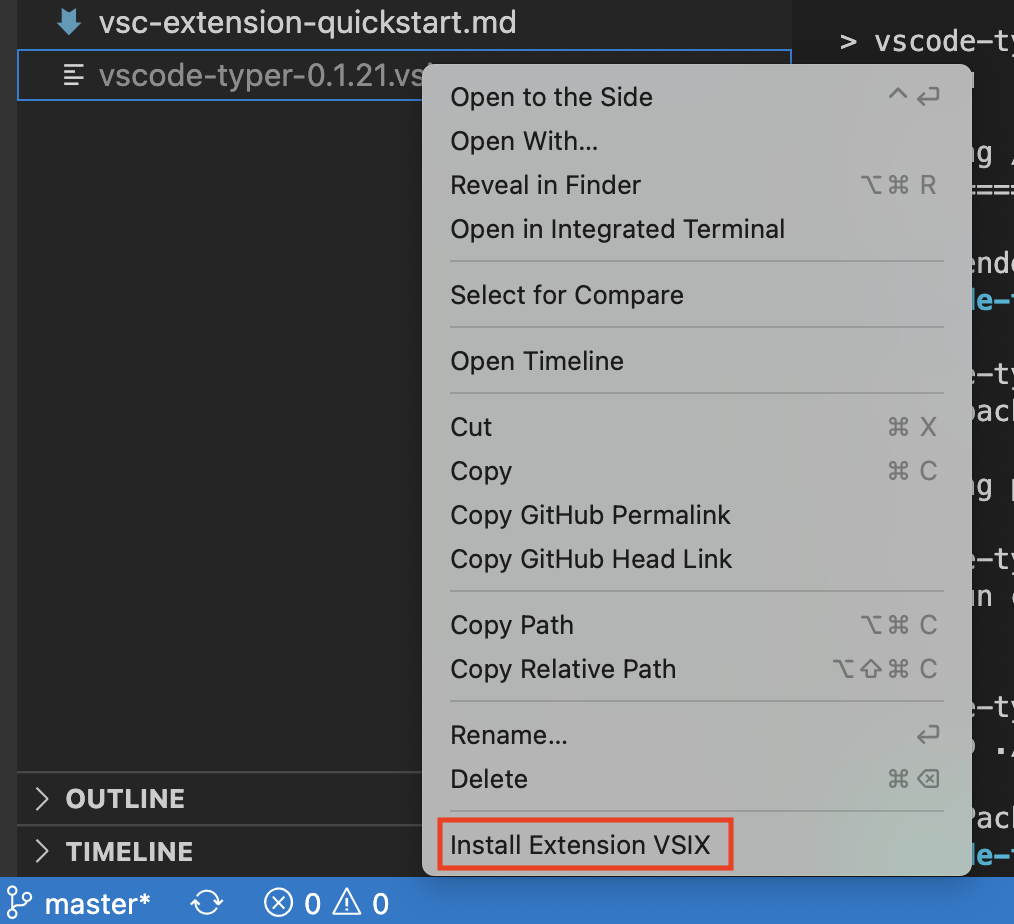 vsc-extension-quickstart.md
vscode-typer-0.1.21.vs
Open to the Side ^ ↩
Open With...
Reveal in Finder ⌥⌘ R
Open in Integrated Terminal
Select for Compare
Open Timeline
Cut ⌘ X
Copy ⌘ C
Copy GitHub Permalink
Copy GitHub Head Link
Copy Path ⌥⌘ C
Copy Relative Path ⌥⇧⌘ C
Rename... ↩
Delete ⌘⌫
Install Extension VSIX
OUTLINE
TIMELINE
master* 0 0
> vscode-ty